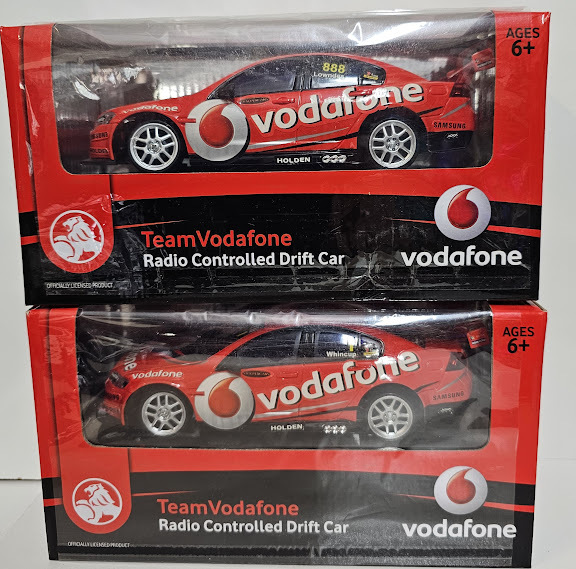 AGES
6+
888
Lowndes
vodafone
vodafone
SAMSUNG
HOLDEN
TeamVodafone
Radio Controlled Drift Car
vodafone
OFFICIALLY LICENSED PRODUCT
AGES
6+
Whincup
vodafone
vodafone
SAMSUNG
HOLDEN
TeamVodafone
Radio Controlled Drift Car
vodafone
OFFICIALLY LICENSED PRODUCT